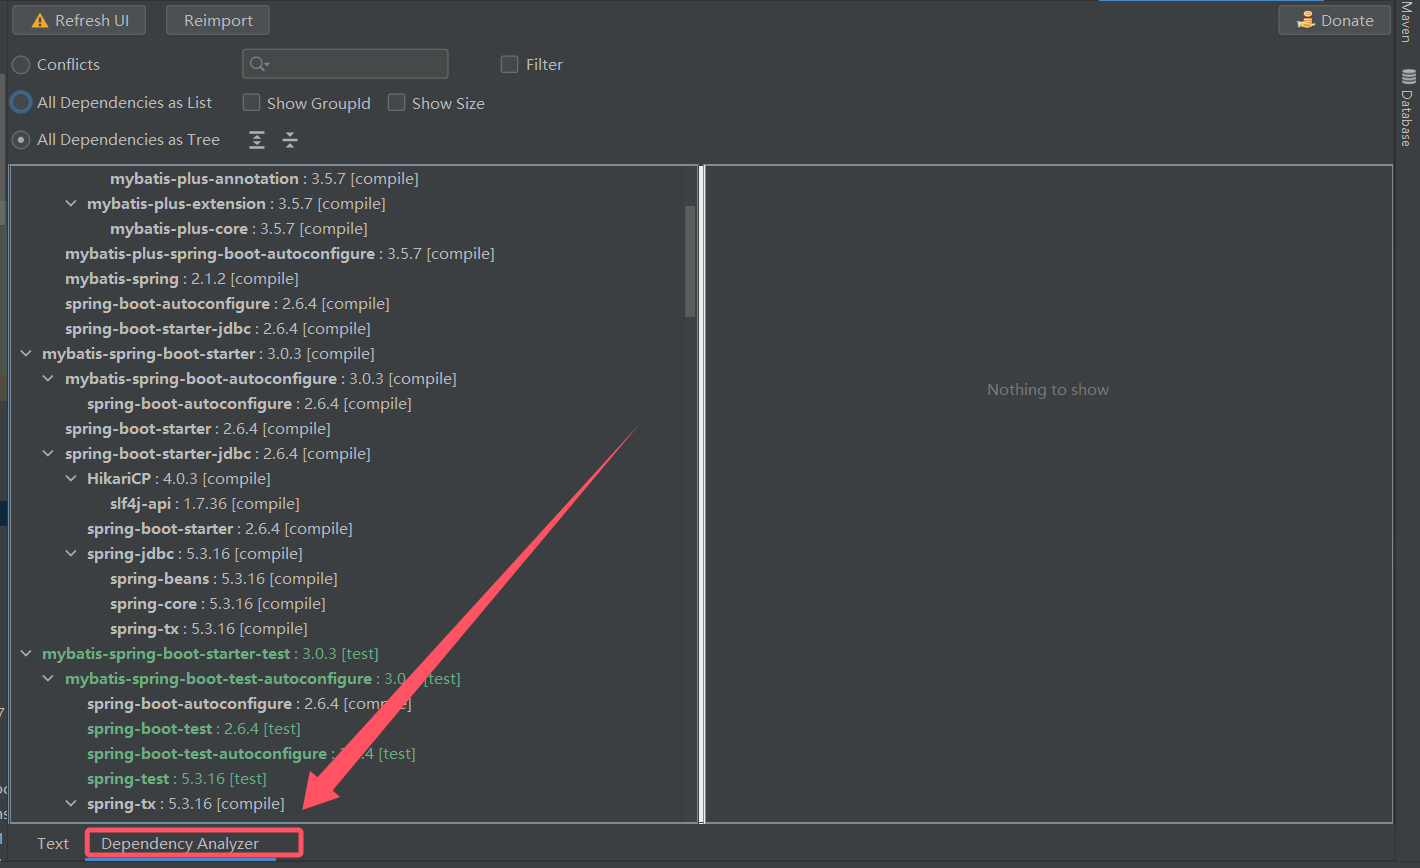 Refresh UI
Reimport
Donate
Conflicts
Filter
All Dependencies as List
Show GroupId
Show Size
All Dependencies as Tree
mybatis-plus-annotation : 3.5.7 [compile]
mybatis-plus-extension : 3.5.7 [compile]
mybatis-plus-core : 3.5.7 [compile]
mybatis-plus-spring-boot-autoconfigure : 3.5.7 [compile]
mybatis-spring : 2.1.2 [compile]
spring-boot-autoconfigure : 2.6.4 [compile]
spring-boot-starter-jdbc : 2.6.4 [compile]
mybatis-spring-boot-starter : 3.0.3 [compile]
mybatis-spring-boot-autoconfigure : 3.0.3 [compile]
spring-boot-autoconfigure : 2.6.4 [compile]
spring-boot-starter : 2.6.4 [compile]
spring-boot-starter-jdbc : 2.6.4 [compile]
HikariCP : 4.0.3 [compile]
slf4j-api : 1.7.36 [compile]
spring-boot-starter : 2.6.4 [compile]
spring-jdbc : 5.3.16 [compile]
spring-beans : 5.3.16 [compile]
spring-core : 5.3.16 [compile]
spring-tx : 5.3.16 [compile]
mybatis-spring-boot-starter-test : 3.0.3 [test]
mybatis-spring-boot-test-autoconfigure : [test]
spring-boot-autoconfigure : 2.6.4 [compile]
spring-boot-test : 2.6.4 [test]
spring-boot-test-autoconfigure : [test]
spring-test : 5.3.16 [test]
spring-tx : 5.3.16 [compile]
Nothing to show
Text
Dependency Analyzer
Maven
Database